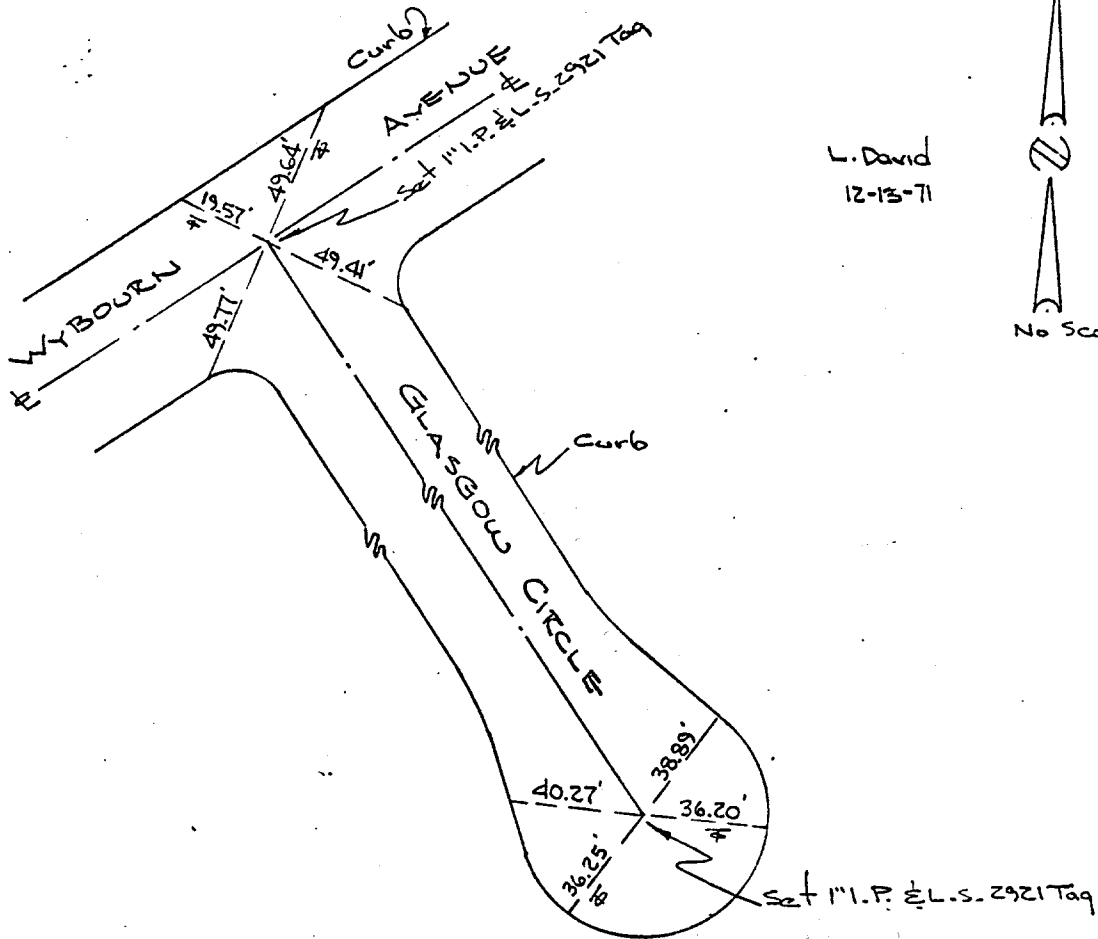 Curb
AVENUE
Set 1" I.P. & L.S. 2921 Tag
L. David
12-13-71
49.64'
19.57'
49.41'
WYBOURN
49.77'
No Sca
GLASGOW CIRCLE
Curb
38.89'
40.27'
36.20'
36.25'
Set 1" I.P. & L.S. 2921 Tag